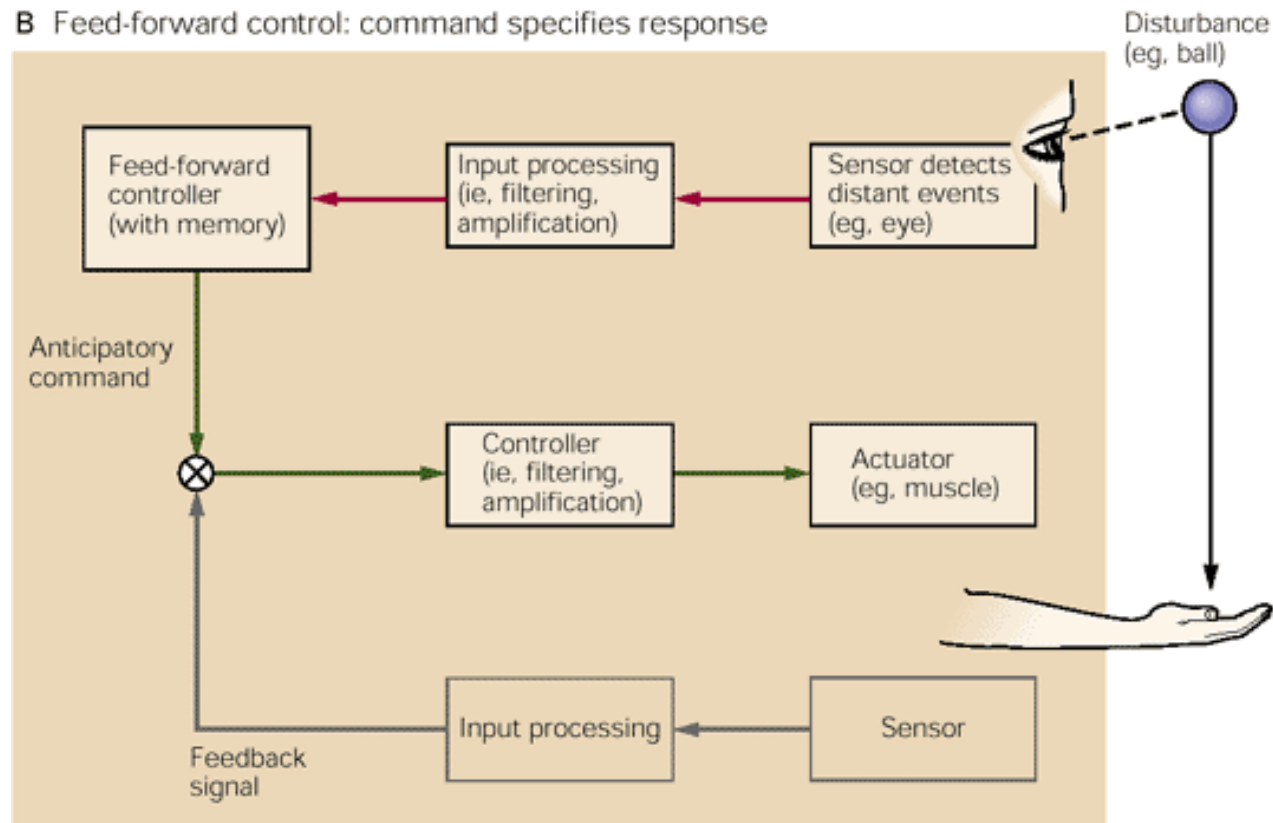 B Feed-forward control: command specifies response
Disturbance
(eg, ball)
Feed-forward
controller
(with memory)
Input processing
(ie, filtering,
amplification)
Sensor detects
distant events
(eg, eye)
Anticipatory
command
Controller
(ie, filtering,
amplification)
Actuator
(eg, muscle)
Input processing
Sensor
Feedback
signal